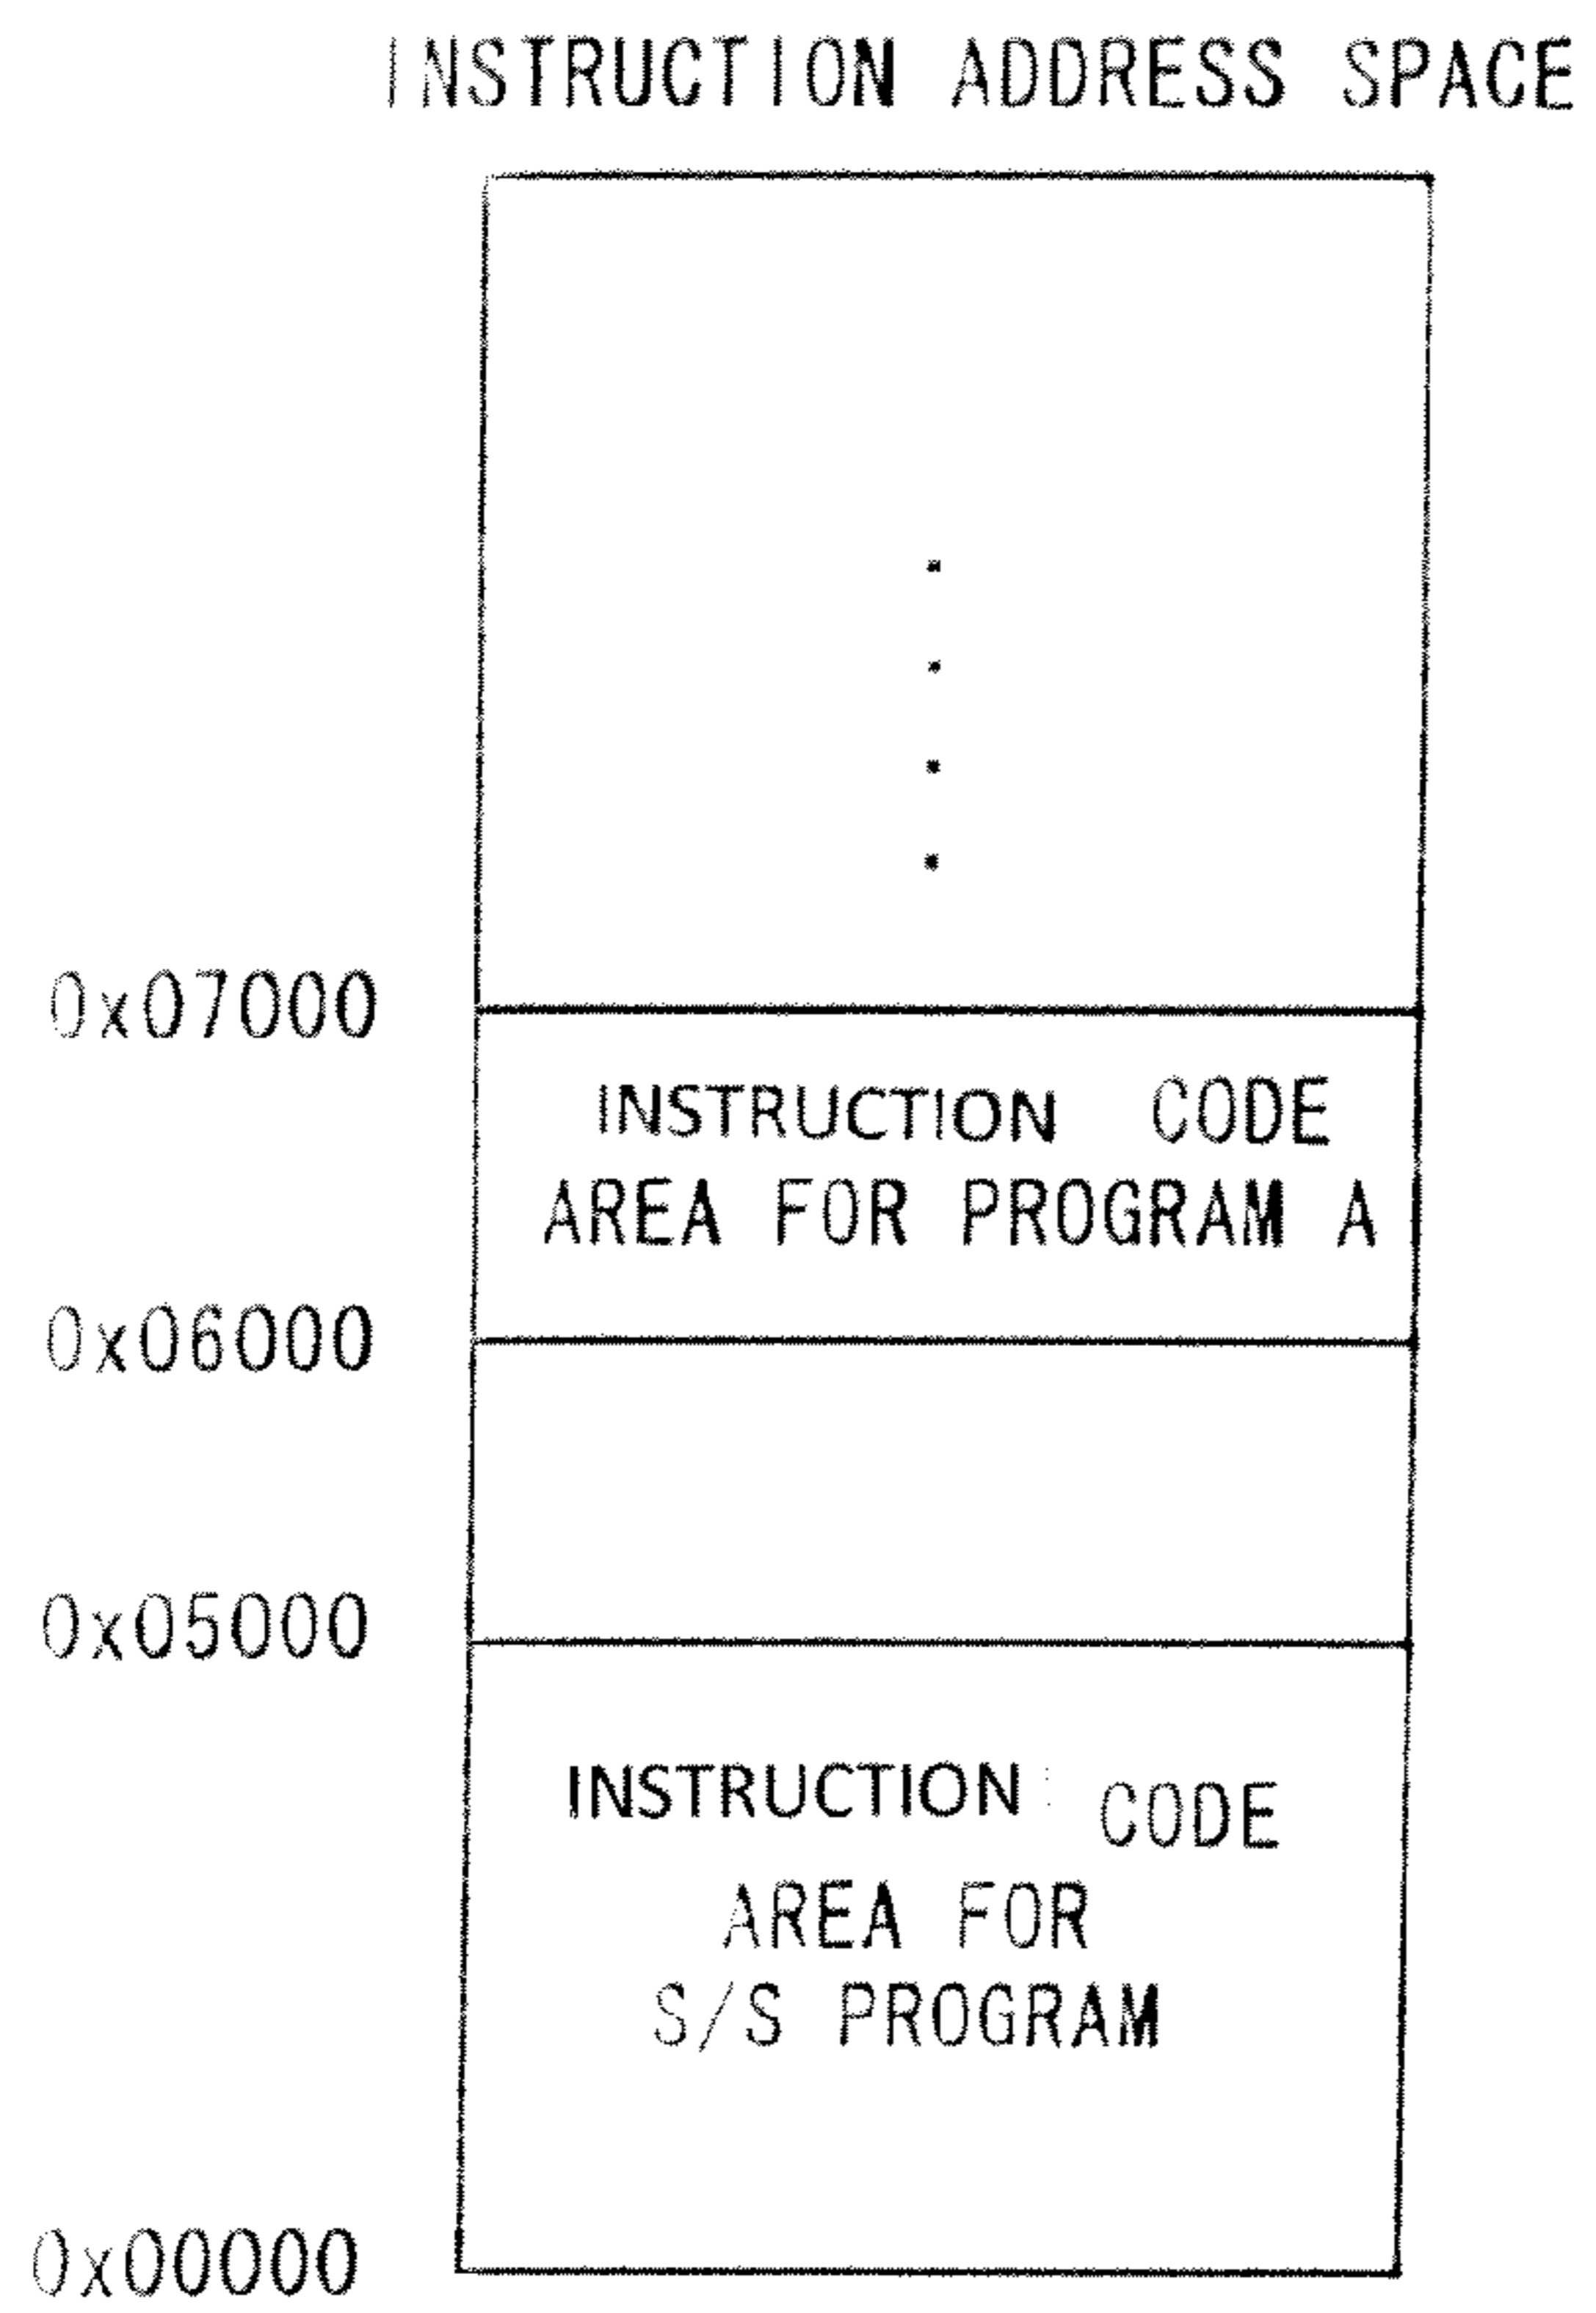 INSTRUCTION ADDRESS SPACE
0x07000
INSTRUCTION CODE
AREA FOR PROGRAM A
0x06000
0x05000
INSTRUCTION CODE
AREA FOR
S/S PROGRAM
0x00000